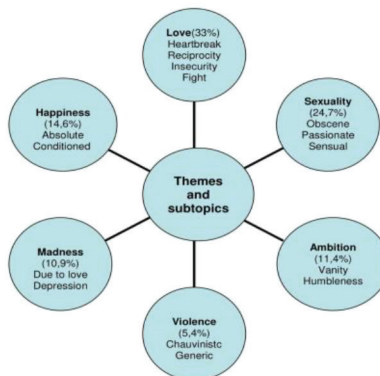 Love(33%)
Heartbreak
Reciprocity
Insecurity
Fight
Happiness
(14,6%)
Absolute
Conditioned
Sexuality
(24,7%)
Obscene
Passionate
Sensual
Themes
and
subtopics
Madness
(10,9%)
Due to love
Depression
Ambition
(11,4%)
Vanity
Humbleness
Violence
(5,4%)
Chauvinistc
Generic